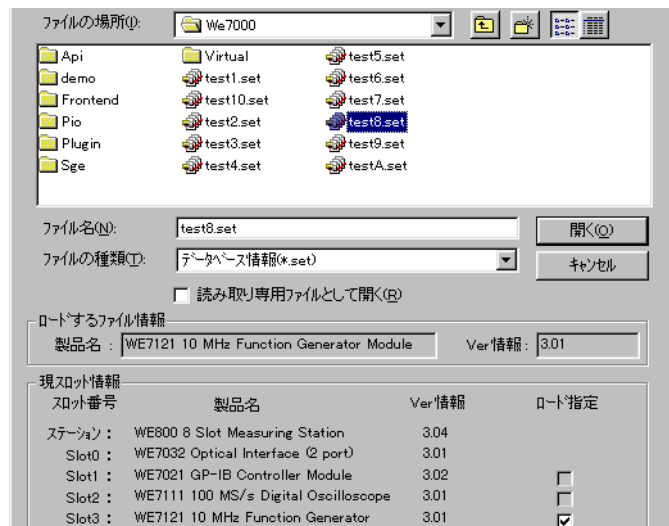 ファイルの場所(I): We7000
Api Virtual test5.set
demo test1.set test6.set
Frontend test10.set test7.set
Pio test2.set test8.set
Plugin test3.set test9.set
Sge test4.set testA.set
ファイル名(N): test8.set 開く(O)
ファイルの種類(T): データベース情報(*.set) キャンセル
読み取り専用ファイルとして開く(R)
ロードするファイル情報
製品名 : WE7121 10 MHz Function Generator Module Ver情報 : 3.01
現スロット情報
スロット番号 製品名 Ver情報 ロード指定
ステーション : WE800 8 Slot Measuring Station 3.04
Slot0 : WE7032 Optical Interface (2 port) 3.01
Slot1 : WE7021 GP-IB Controller Module 3.02
Slot2 : WE7111 100 MS/s Digital Oscilloscope 3.01
Slot3 : WE7121 10 MHz Function Generator 3.01